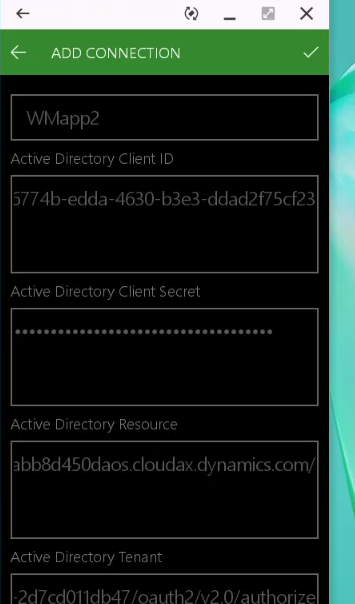 ADD CONNECTION
WMapp2
Active Directory Client ID
6774b-edda-4630-b3e3-ddad2f75cf23
Active Directory Client Secret
••••••••••••••••••••••••••••••••••••
Active Directory Resource
abb8d450daos.cloudax.dynamics.com/
Active Directory Tenant
-2d7cd011db47/oauth2/v2.0/authorize